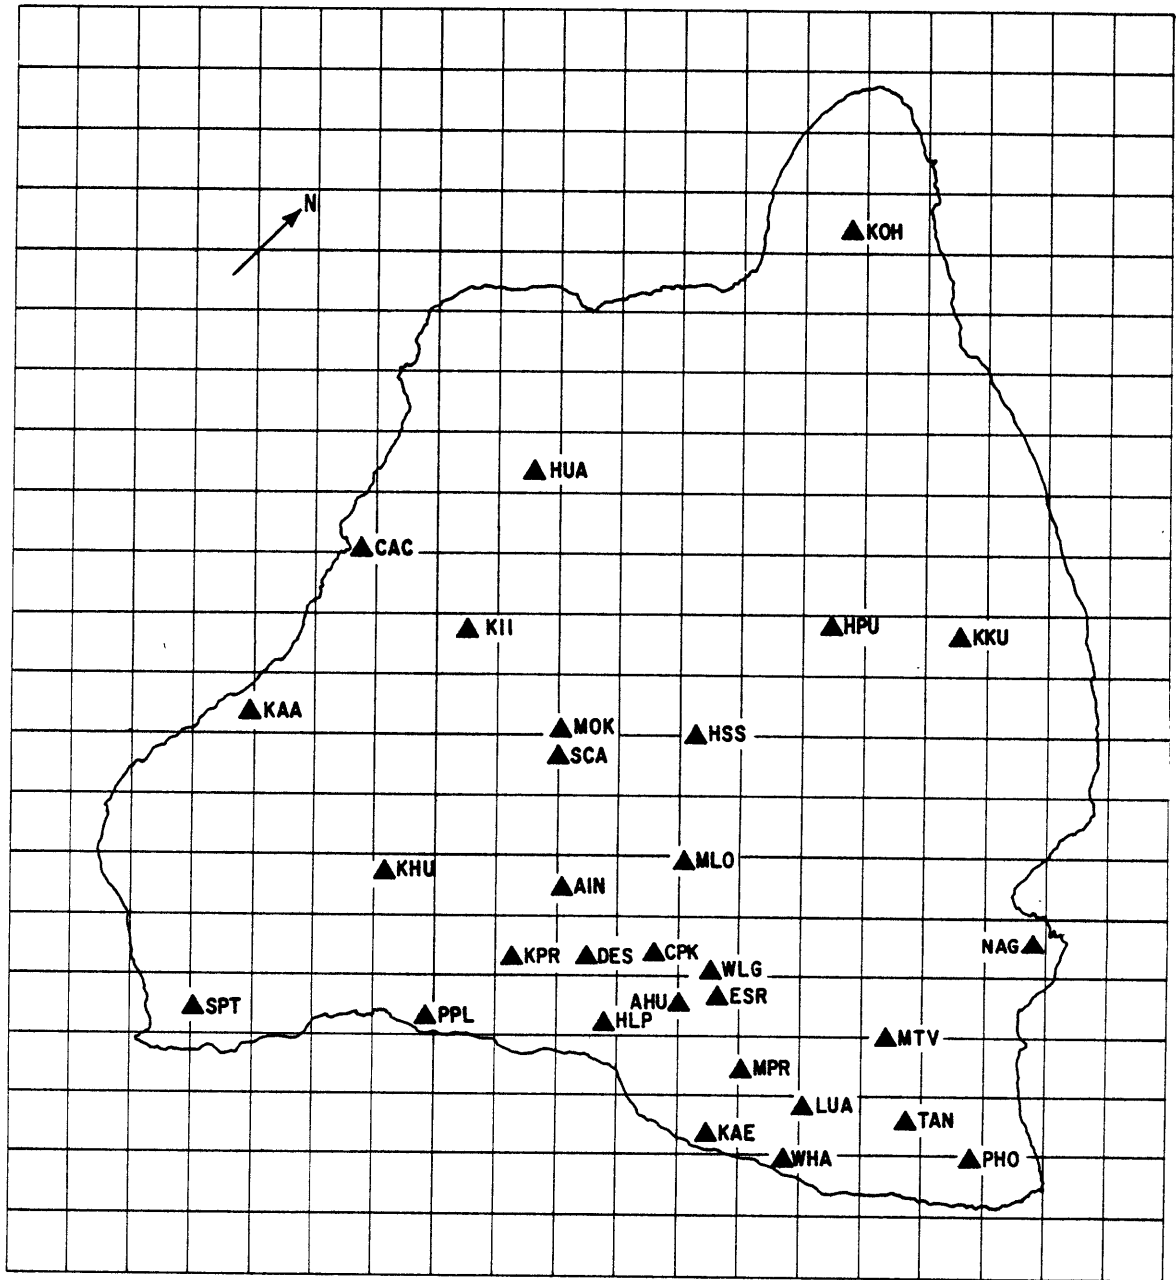 N
KOH
HUA
CAC
KII
HPU
KKU
KAA
MOK
HSS
SCA
MLO
KHU
AIN
NAG
KPR
DES
CPK
WLG
ESR
AHU
SPT
PPL
HLP
MTV
MPR
LUA
TAN
KAE
WHA
PHO